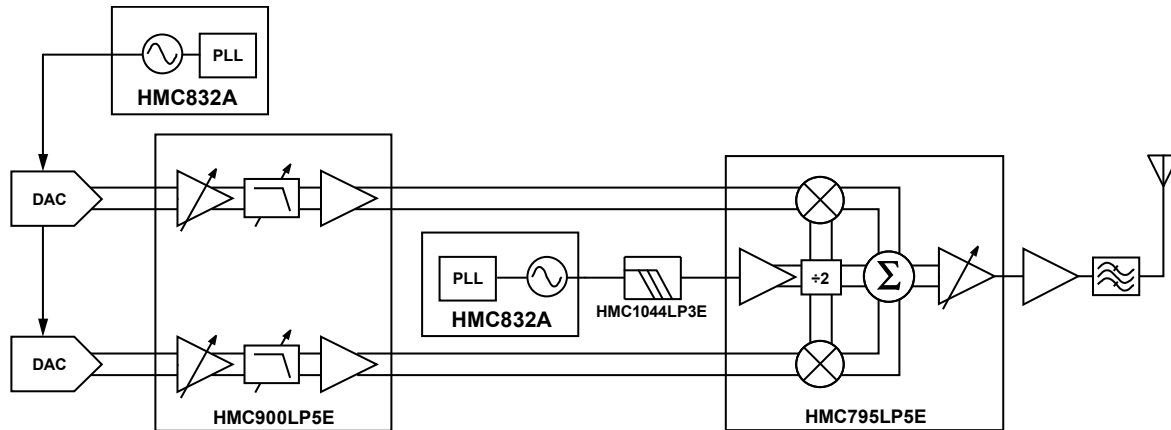 PLL
HMC832A
DAC
PLL
HMC832A
HMC1044LP3E
÷2
Σ
DAC
HMC900LP5E
HMC795LP5E